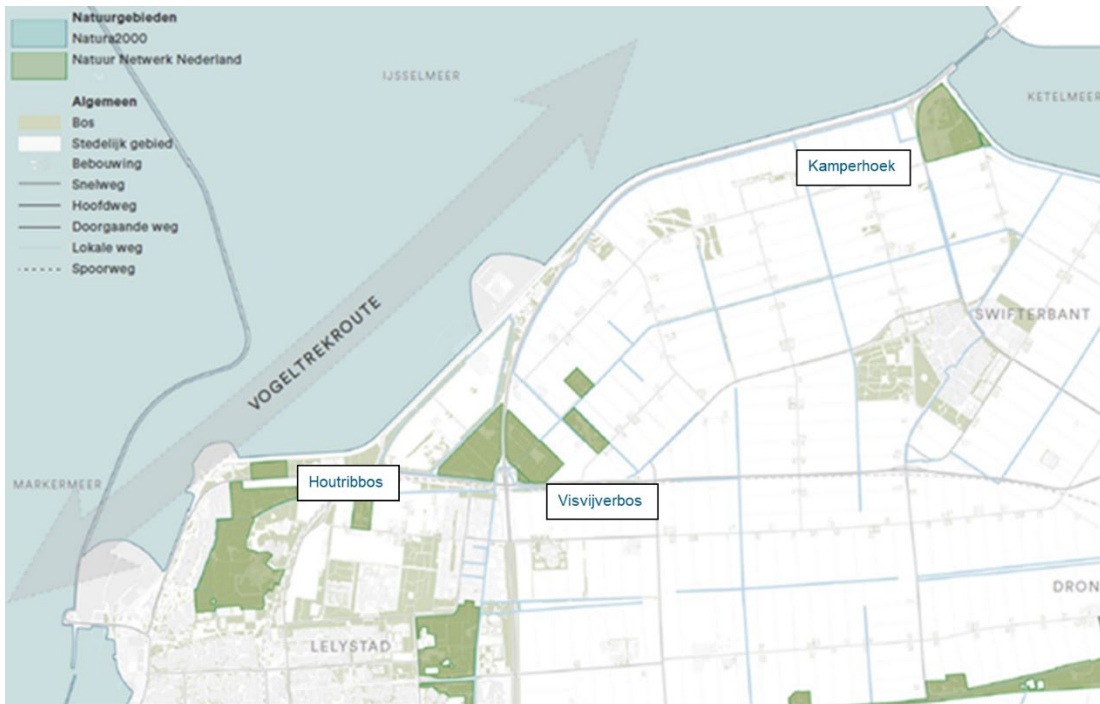 Natuurgebieden
Natura2000
Natuur Netwerk Nederland
Algemeen
Bos
Stedelijk gebied
Bebouwing
Snelweg
Hoofdweg
Doorgaande weg
Lokale weg
Spoorweg
IJSSELMEER
KETELMEER
Kamperhoek
SWIFTERBANT
VOGELTREKROUTE
MARKERMEER
Houtribbos
Visvijverbos
DRON
LELYSTAD